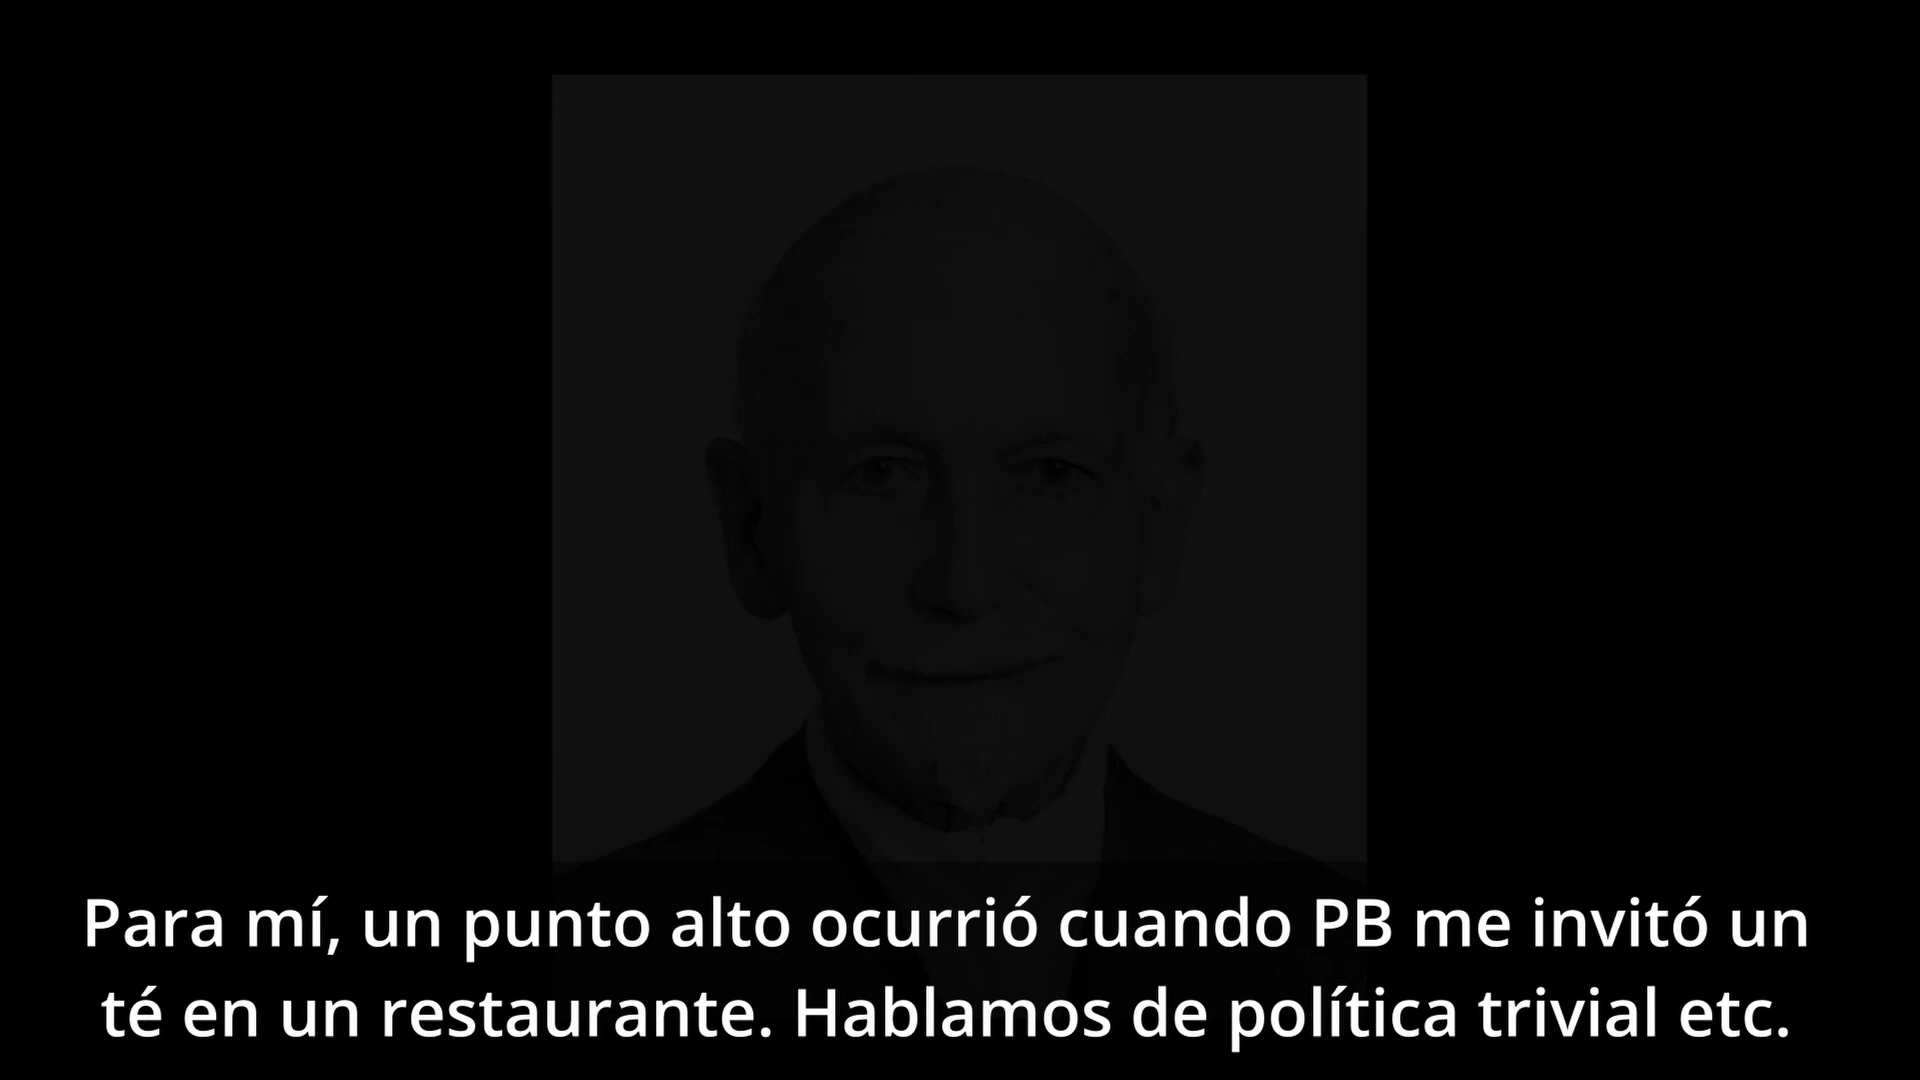 Para mí, un punto alto ocurrió cuando PB me invitó un
té en un restaurante. Hablamos de política trivial etc.